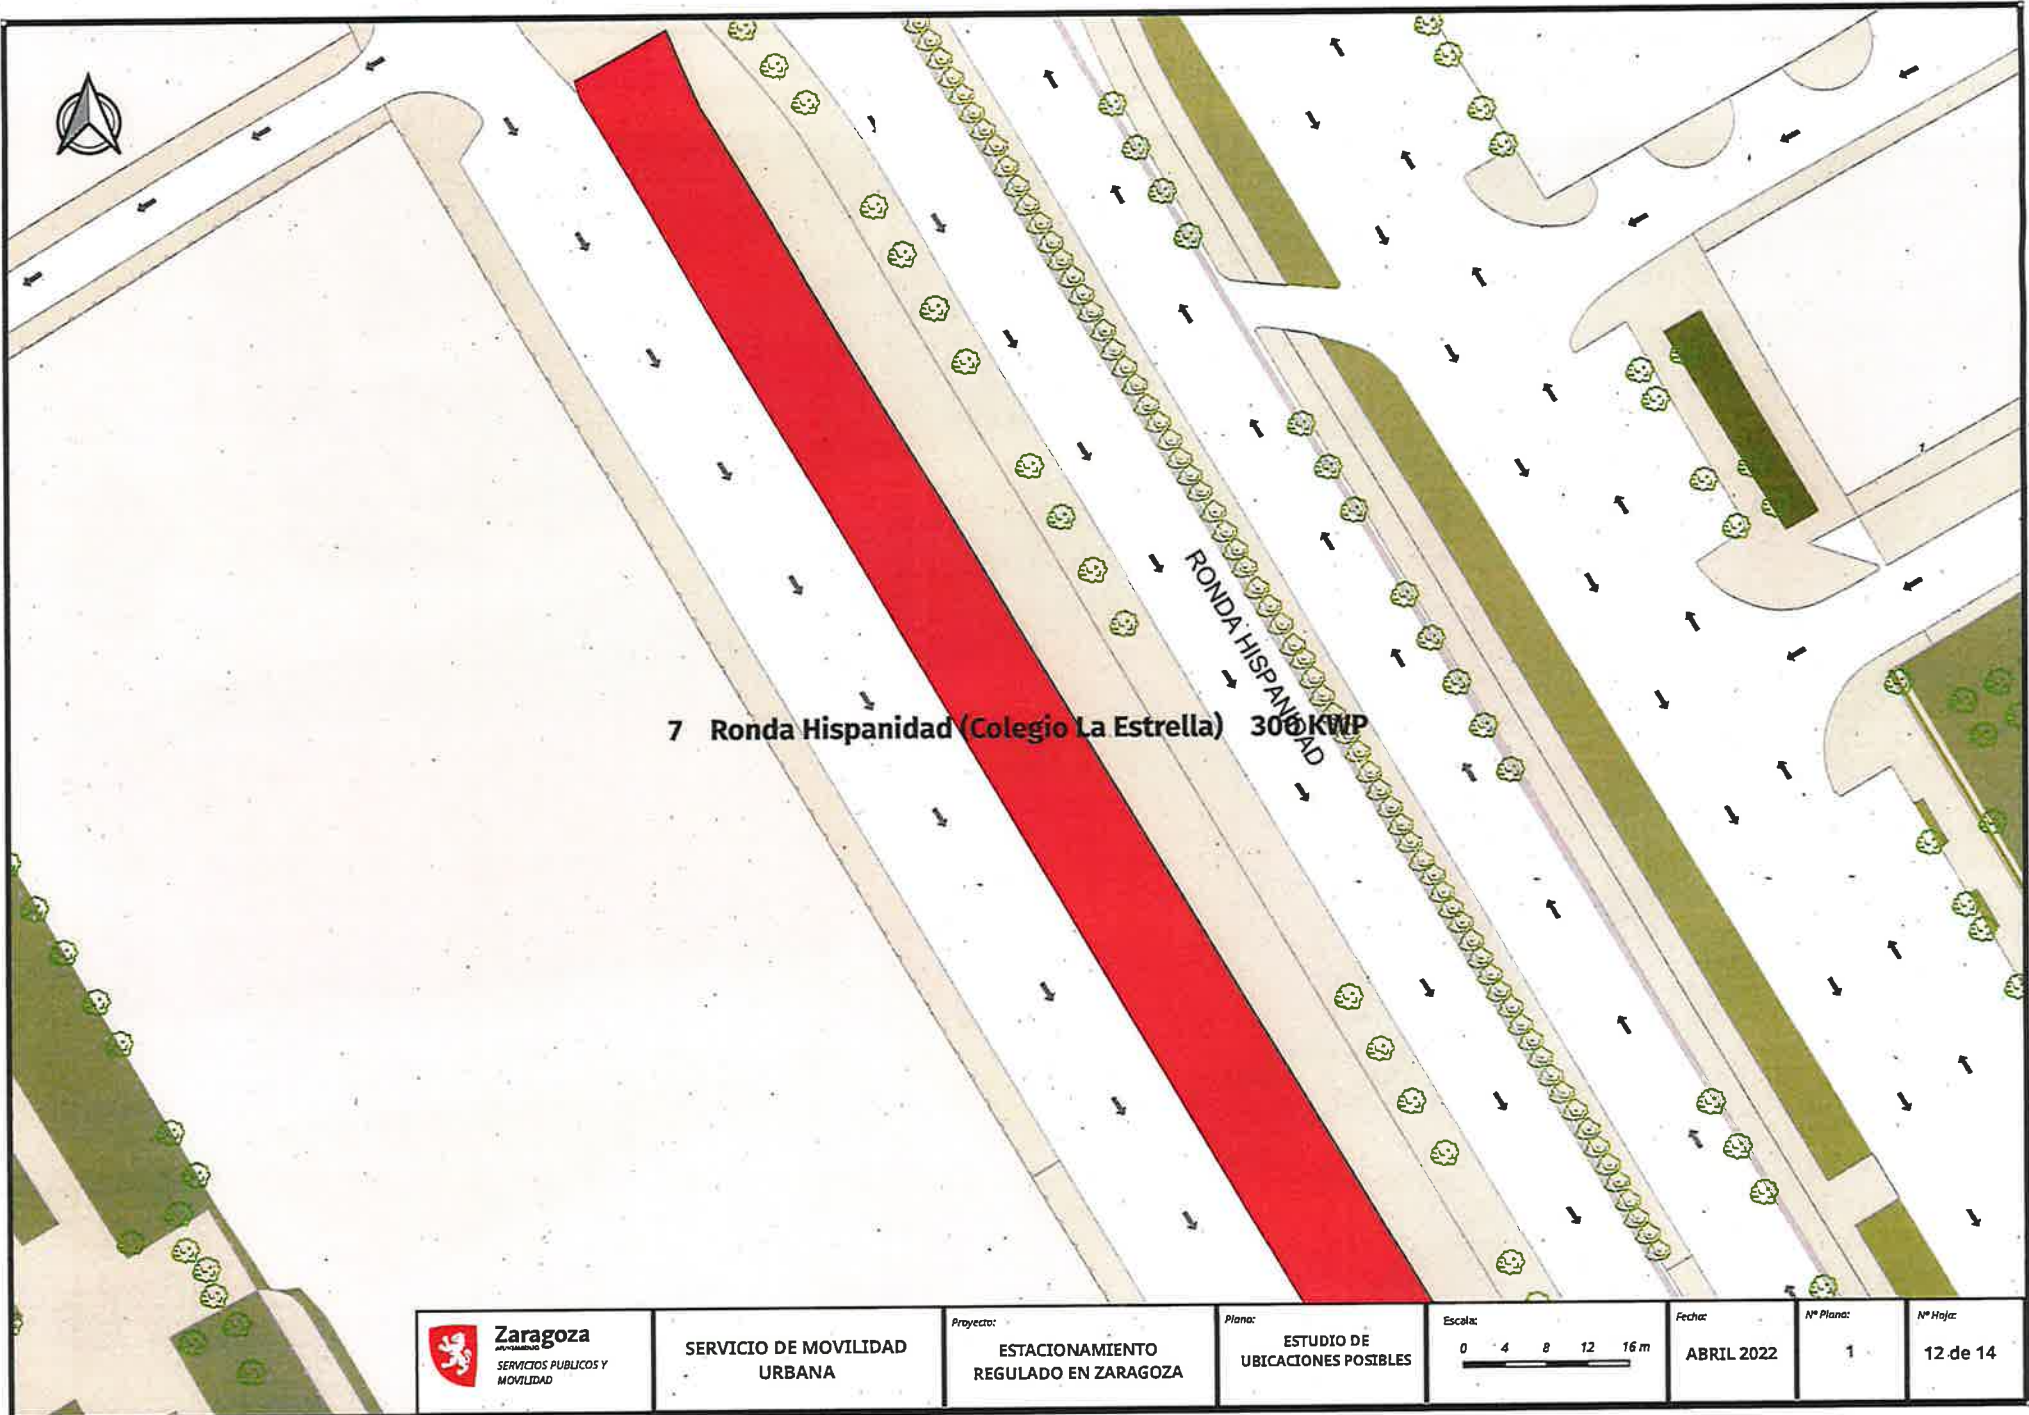 RONDA HISPANIDAD
7 Ronda Hispanidad (Colegio La Estrella) 300 KWP
Zaragoza
AYUNTAMIENTO
SERVICIOS PUBLICOS Y
MOVILIDAD
SERVICIO DE MOVILIDAD
URBANA
Proyecto:
ESTACIONAMIENTO
REGULADO EN ZARAGOZA
Plano:
ESTUDIO DE
UBICACIONES POSIBLES
Escala:
0 4 8 12 16 m
Fecha:
ABRIL 2022
Nº Plano:
1
Nº Hoja:
12 de 14